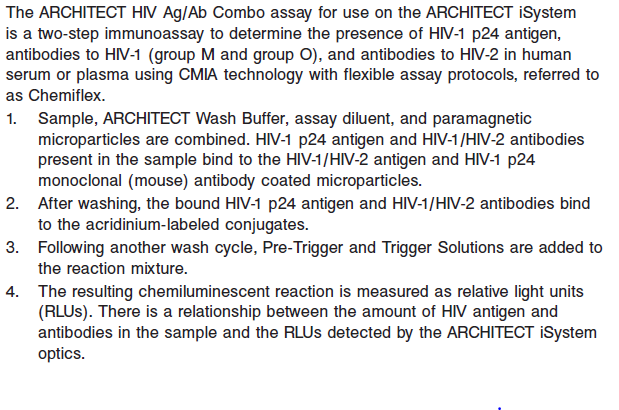 The ARCHITECT HIV Ag/Ab Combo assay for use on the ARCHITECT iSystem
is a two-step immunoassay to determine the presence of HIV-1 p24 antigen,
antibodies to HIV-1 (group M and group O), and antibodies to HIV-2 in human
serum or plasma using CMIA technology with flexible assay protocols, referred to
as Chemiflex.
1. Sample, ARCHITECT Wash Buffer, assay diluent, and paramagnetic
microparticles are combined. HIV-1 p24 antigen and HIV-1/HIV-2 antibodies
present in the sample bind to the HIV-1/HIV-2 antigen and HIV-1 p24
monoclonal (mouse) antibody coated microparticles.
2. After washing, the bound HIV-1 p24 antigen and HIV-1/HIV-2 antibodies bind
to the acridinium-labeled conjugates.
3. Following another wash cycle, Pre-Trigger and Trigger Solutions are added to
the reaction mixture.
4. The resulting chemiluminescent reaction is measured as relative light units
(RLUs). There is a relationship between the amount of HIV antigen and
antibodies in the sample and the RLUs detected by the ARCHITECT iSystem
optics.